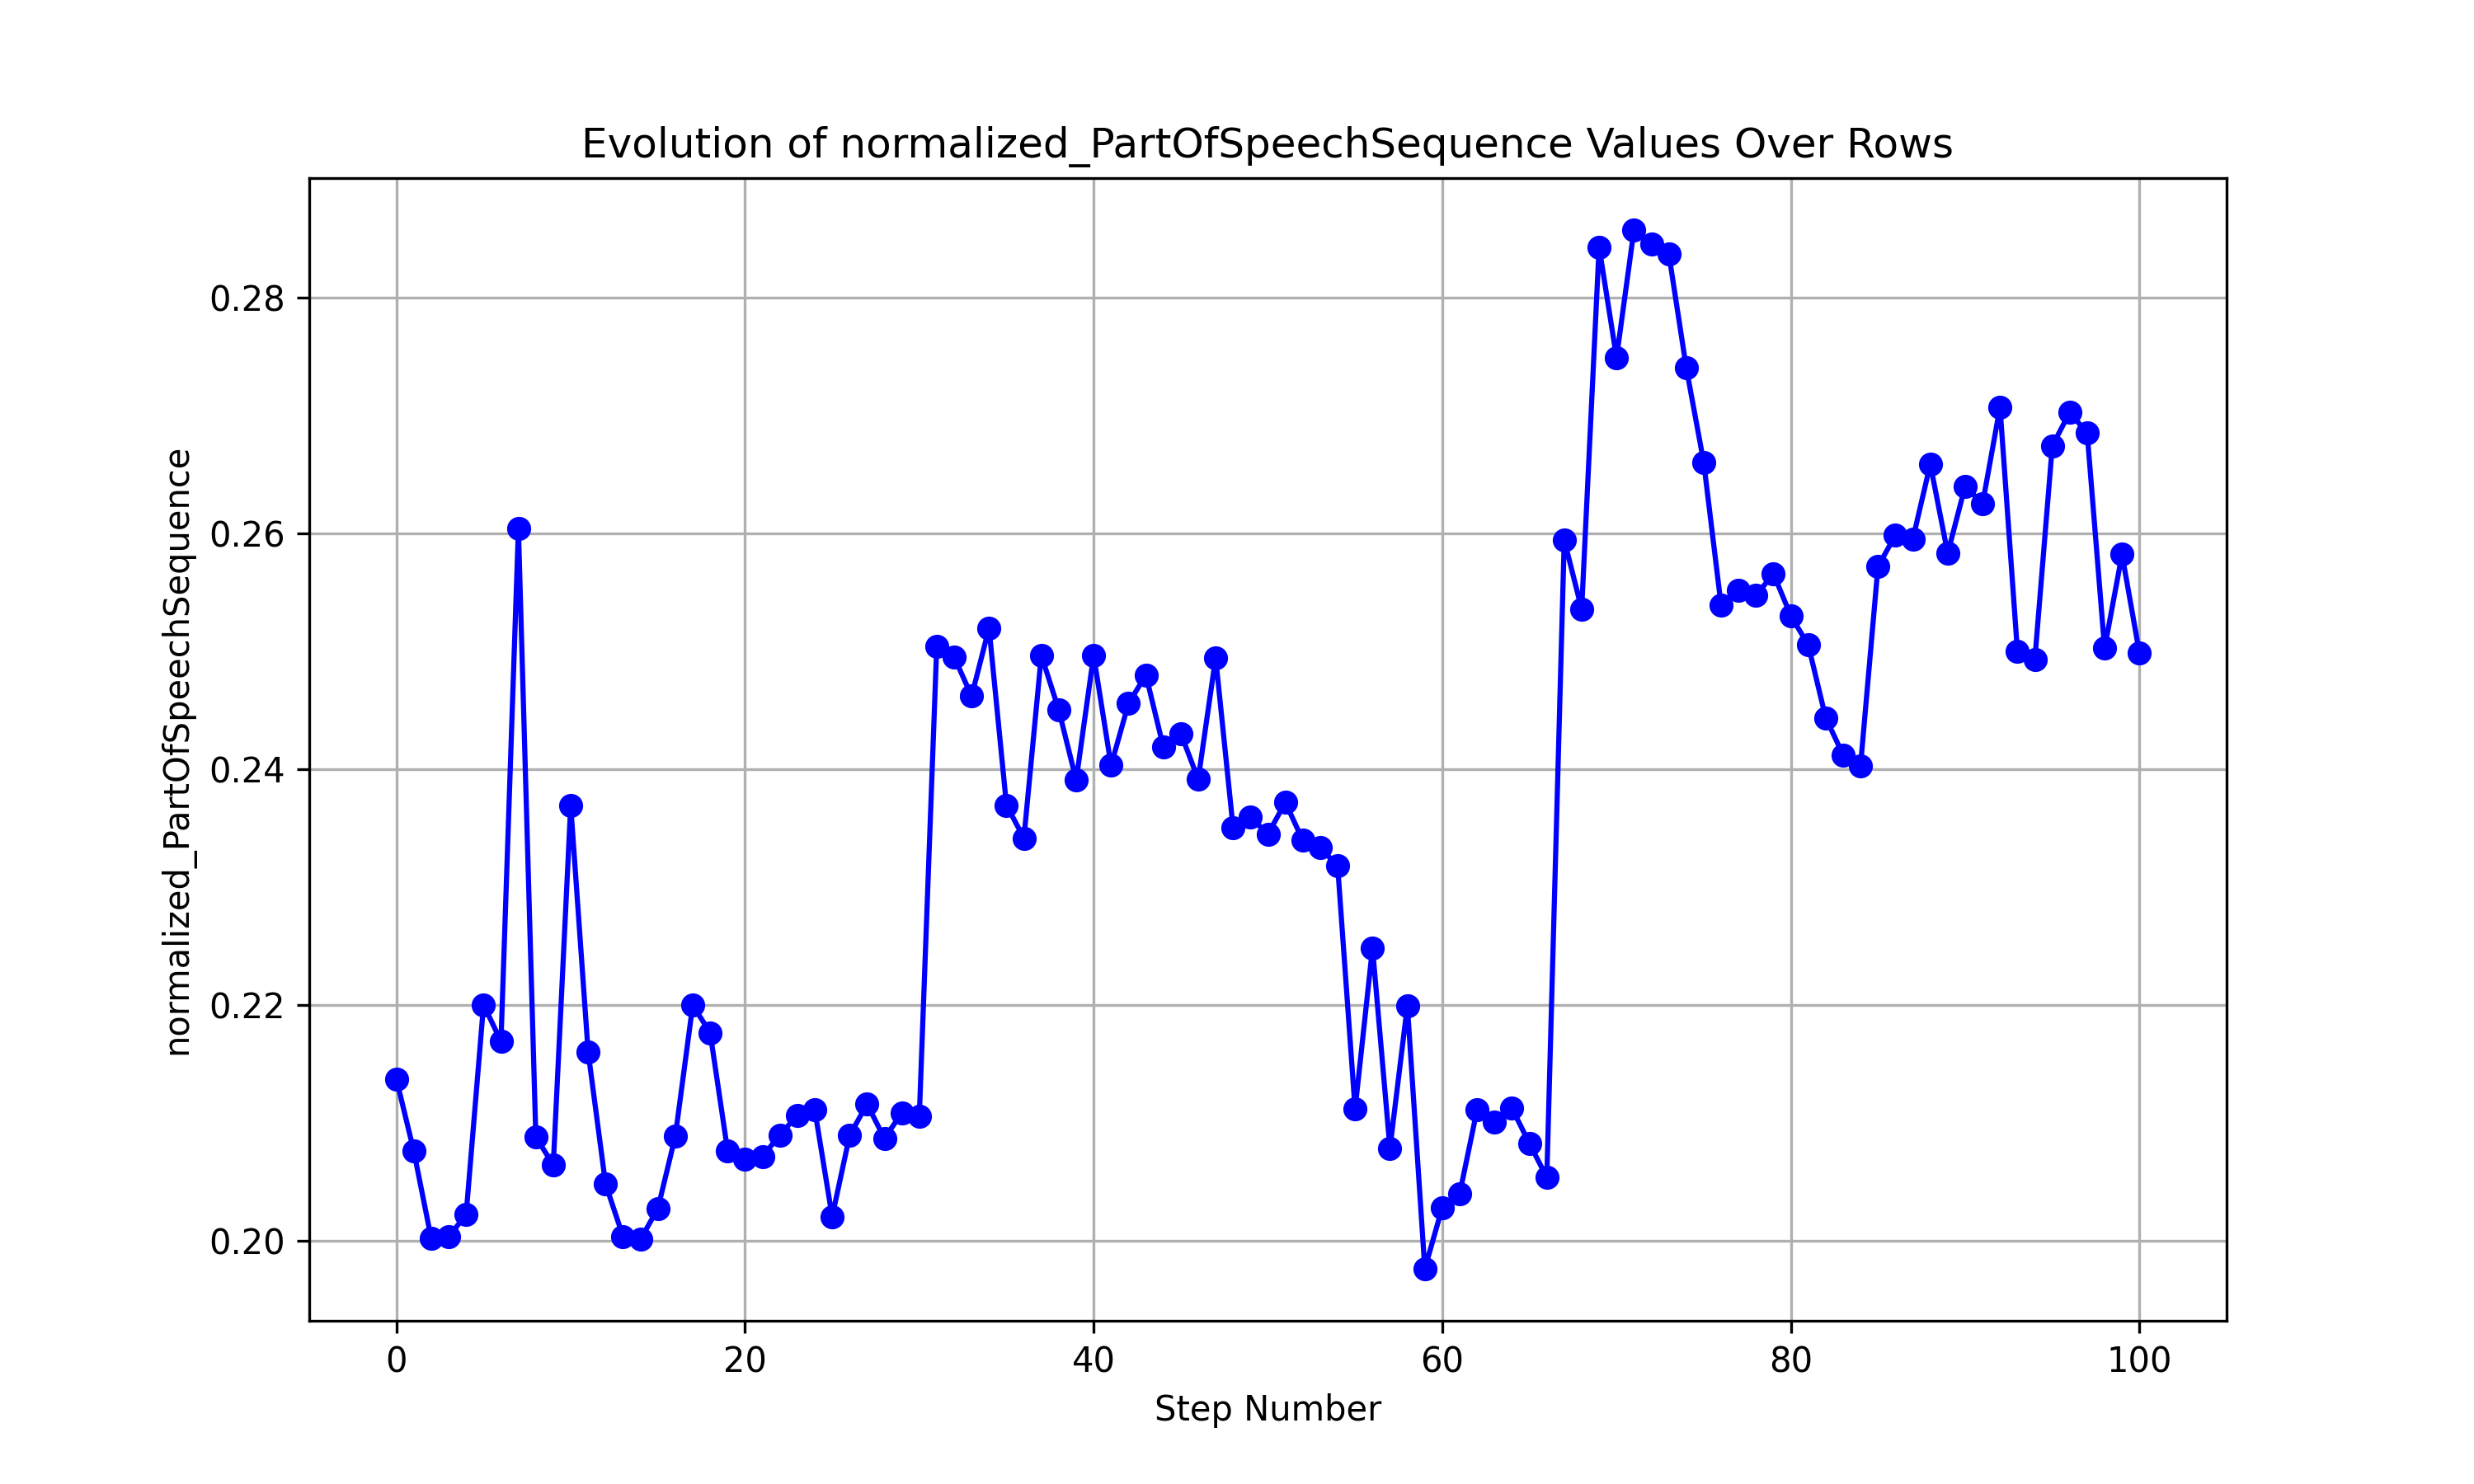 Evolution of normalized_PartOfSpeechSequence Values Over Rows
normalized_PartOfSpeechSequence
0.28
0.26
0.24
0.22
0.20
0 20 40 60 80 100
Step Number